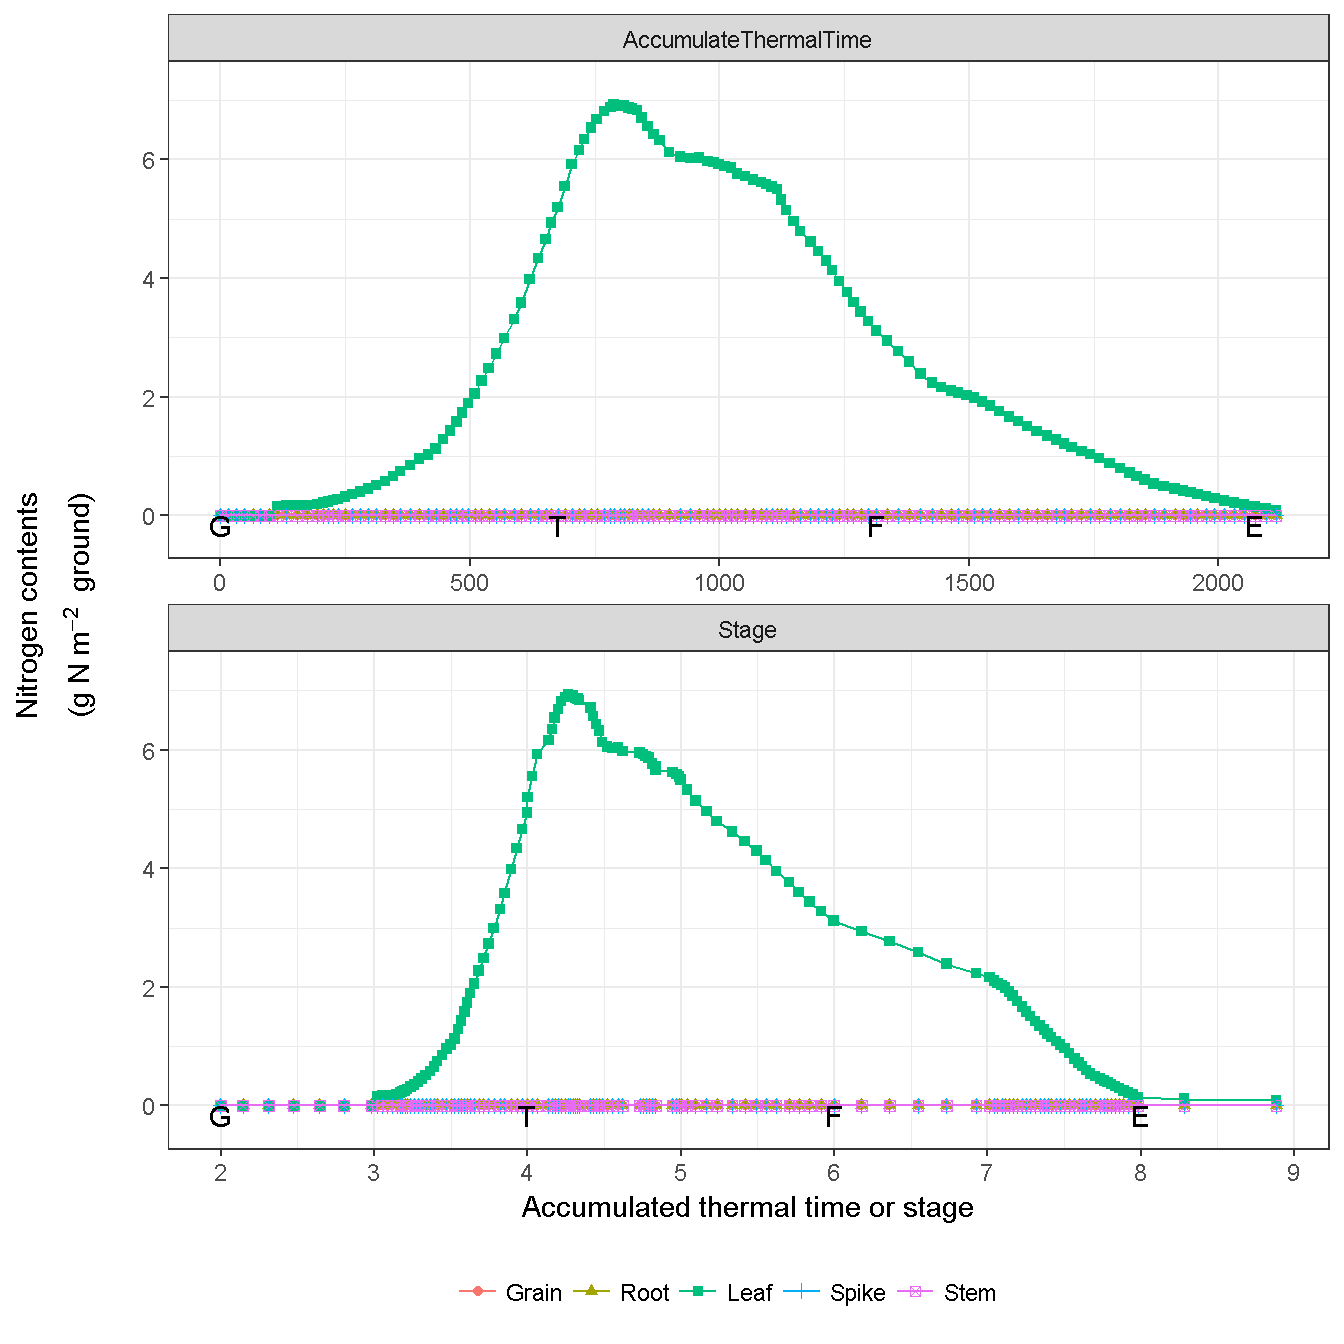 AccumulateThermalTime
6
4
2
0
G T F E
0 500 1000 1500 2000
Nitrogen contents
(g N m⁻² ground)
Stage
6
4
2
0
G T F E
2 3 4 5 6 7 8 9
Accumulated thermal time or stage
Grain Root Leaf Spike Stem